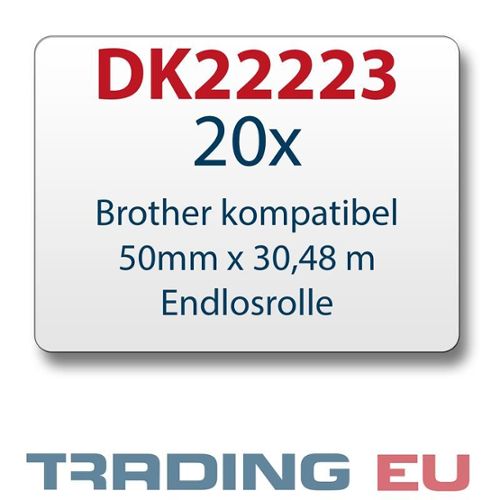 DK22223
20x
Brother kompatibel
50mm x 30,48 m
Endlosrolle
TRADING EU